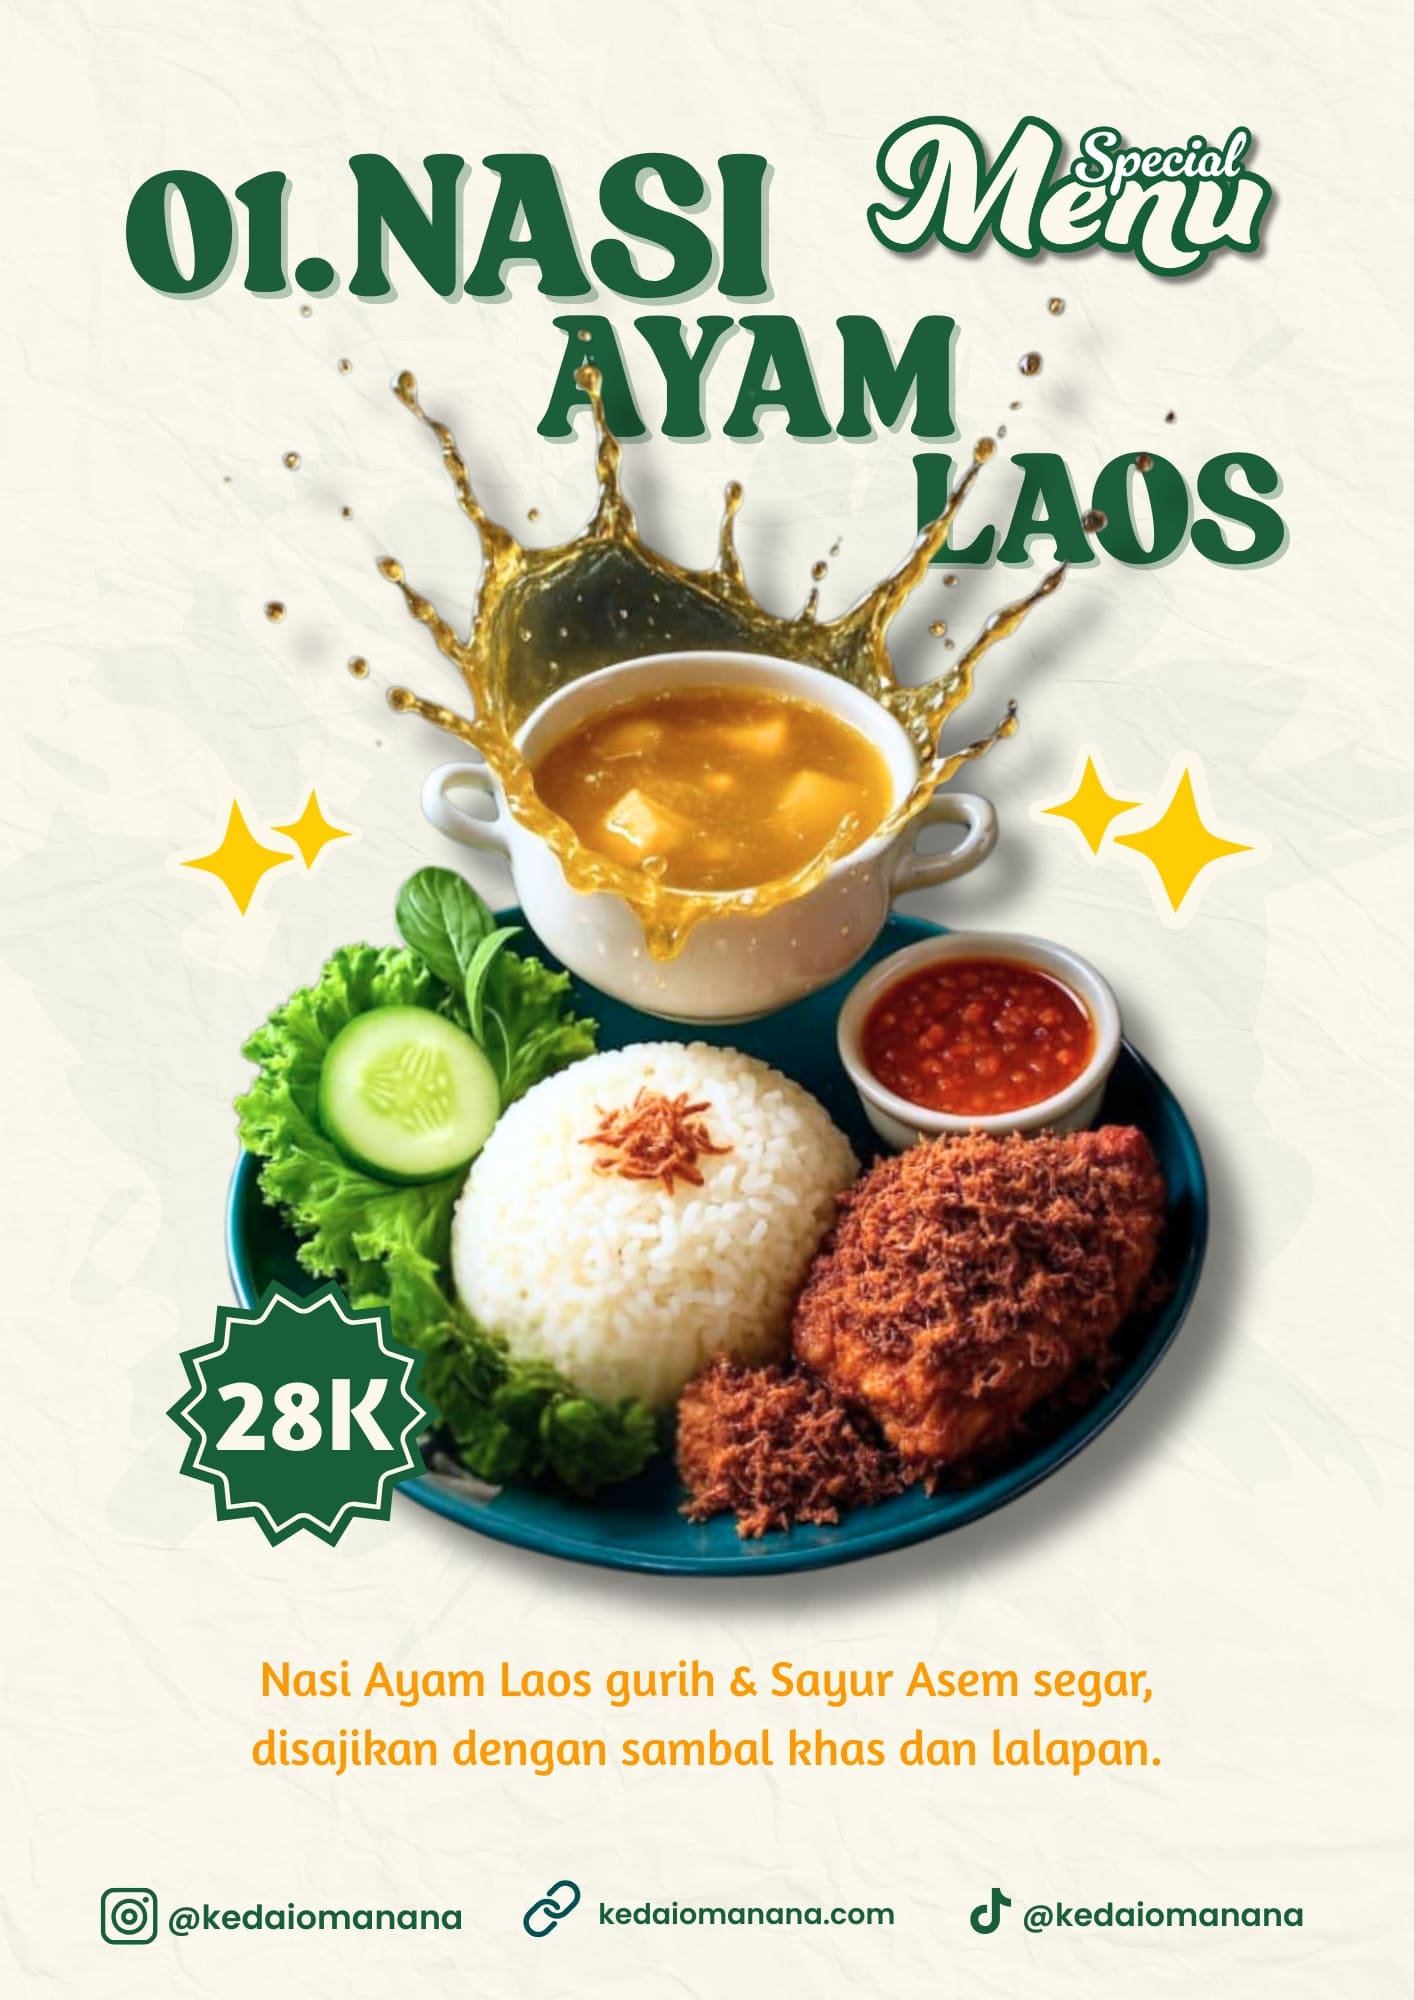 01.NASI
Special
Menu
AYAM
LAOS
28K
Nasi Ayam Laos gurih & Sayur Asem segar,
disajikan dengan sambal khas dan lalapan.
@kedaiomanana
kedaiomanana.com
@kedaiomanana